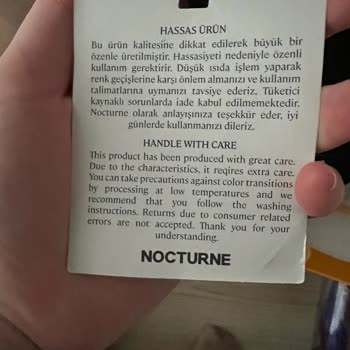 HASSAS ÜRÜN
Bu ürün kalitesine dikkat edilerek büyük bir
özenle üretilmiştir. Hassasiyeti nedeniyle özenli
kullanım gerektirir. Düşük ısıda işlem yaparak
renk geçişlerine karşı önlem almanızı ve kullanım
talimatlarına uymanızı tavsiye ederiz. Tüketici
kaynaklı sorunlarda iade kabul edilmemektedir.
Nocturne olarak anlayışınıza teşekkür eder, iyi
günlerde kullanmanızı dileriz.
HANDLE WITH CARE
This product has been produced with great care.
Due to the characteristics, it reqires extra care.
You can take precautions against color transitions
by processing at low temperatures and we
recommend that you follow the washing
instructions. Returns due to consumer related
errors are not accepted. Thank you for your
understanding.
NOCTURNE